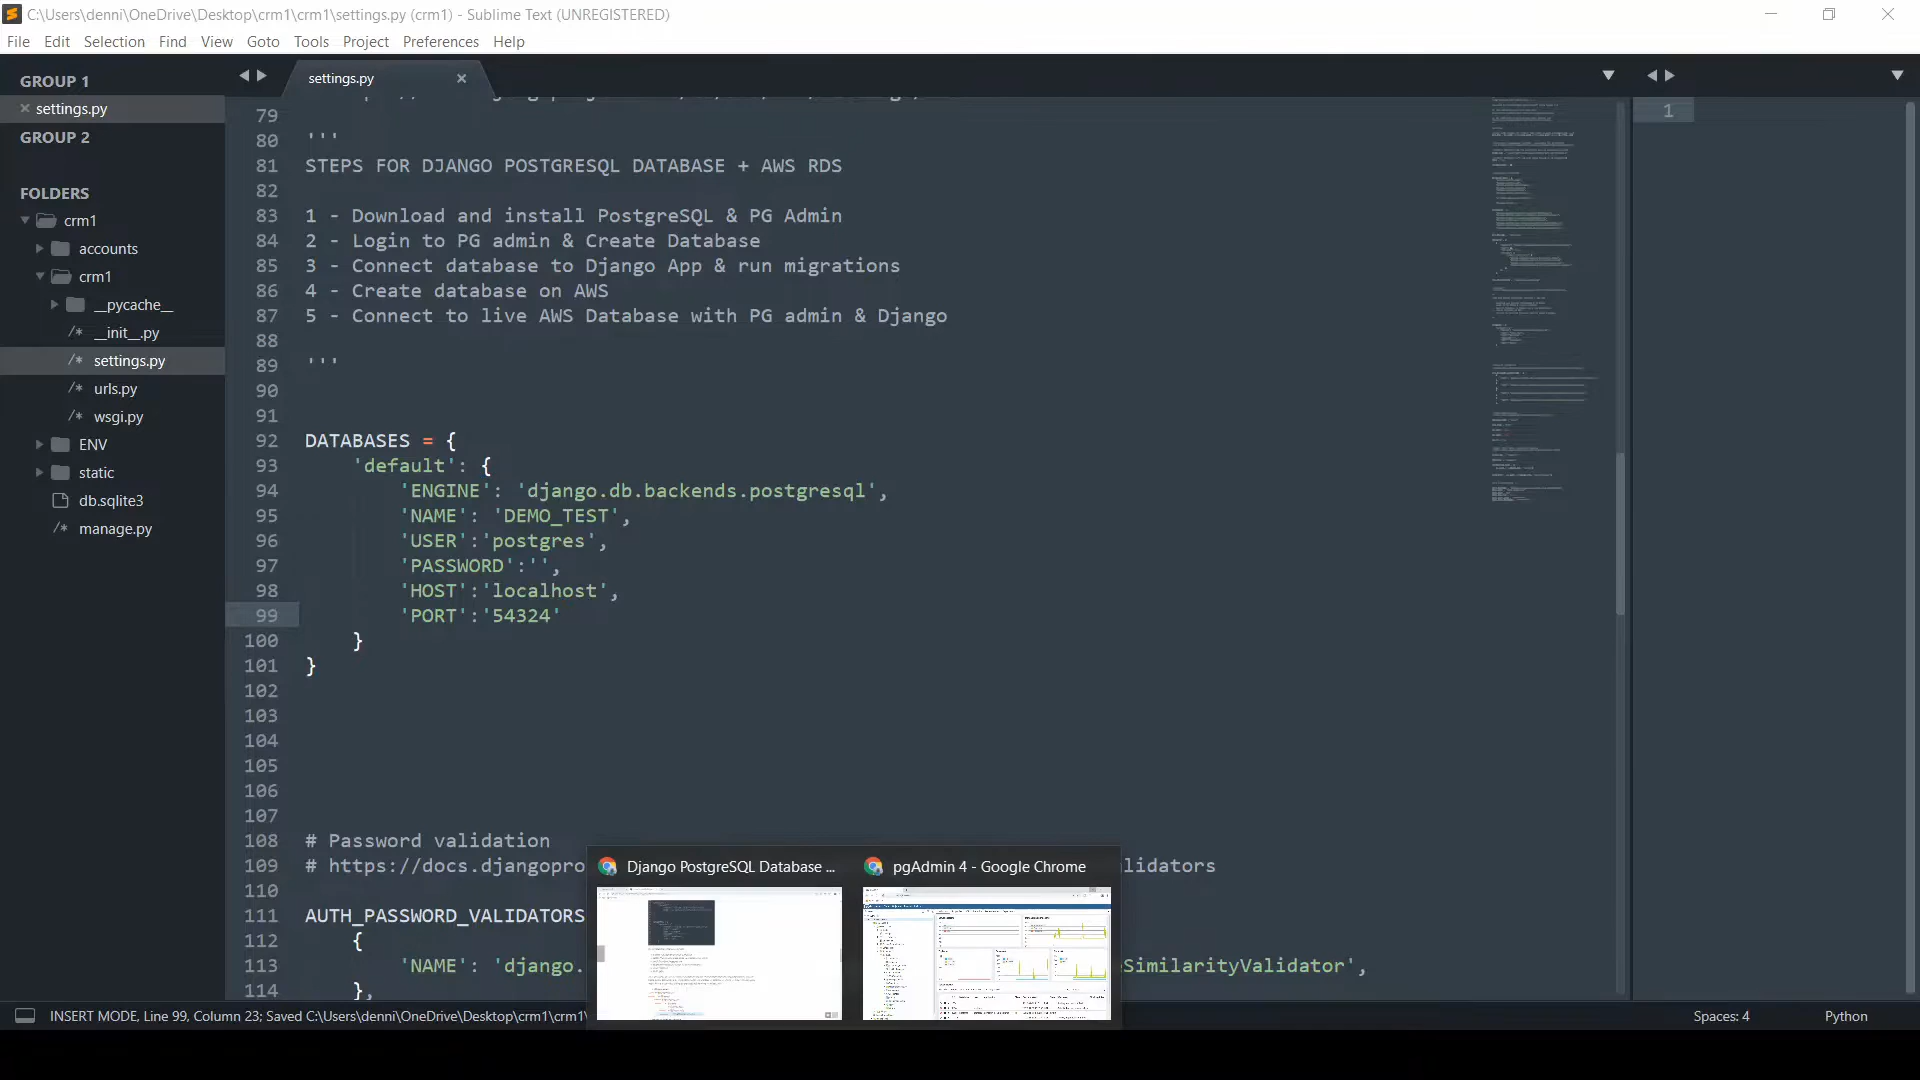 C:\Users\denni\OneDrive\Desktop\crm1\crm1\settings.py (crm1) - Sublime Text (UNREGISTERED)
File Edit Selection Find View Goto Tools Project Preferences Help
GROUP 1
settings.py
GROUP 2
FOLDERS
crm1
accounts
crm1
__pycache__
/* __init__.py
/* settings.py
/* urls.py
/* wsgi.py
ENV
static
db.sqlite3
/* manage.py
settings.py
79
80 '''
81 STEPS FOR DJANGO POSTGRESQL DATABASE + AWS RDS
82
83 1 - Download and install PostgreSQL & PG Admin
84 2 - Login to PG admin & Create Database
85 3 - Connect database to Django App & run migrations
86 4 - Create database on AWS
87 5 - Connect to live AWS Database with PG admin & Django
88
89 '''
90
91
92 DATABASES = {
93 'default': {
94 'ENGINE': 'django.db.backends.postgresql',
95 'NAME': 'DEMO_TEST',
96 'USER':'postgres',
97 'PASSWORD':'',
98 'HOST':'localhost',
99 'PORT':'54324'
100 }
101 }
102
103
104
105
106
107
108 # Password validation
109 # https://docs.djangopro lidators
110
111 AUTH_PASSWORD_VALIDATORS
112 {
113 'NAME': 'django. SimilarityValidator',
114 },
1
Django PostgreSQL Database ...
pgAdmin 4 - Google Chrome
INSERT MODE, Line 99, Column 23; Saved C:\Users\denni\OneDrive\Desktop\crm1\crm1\
Spaces: 4
Python